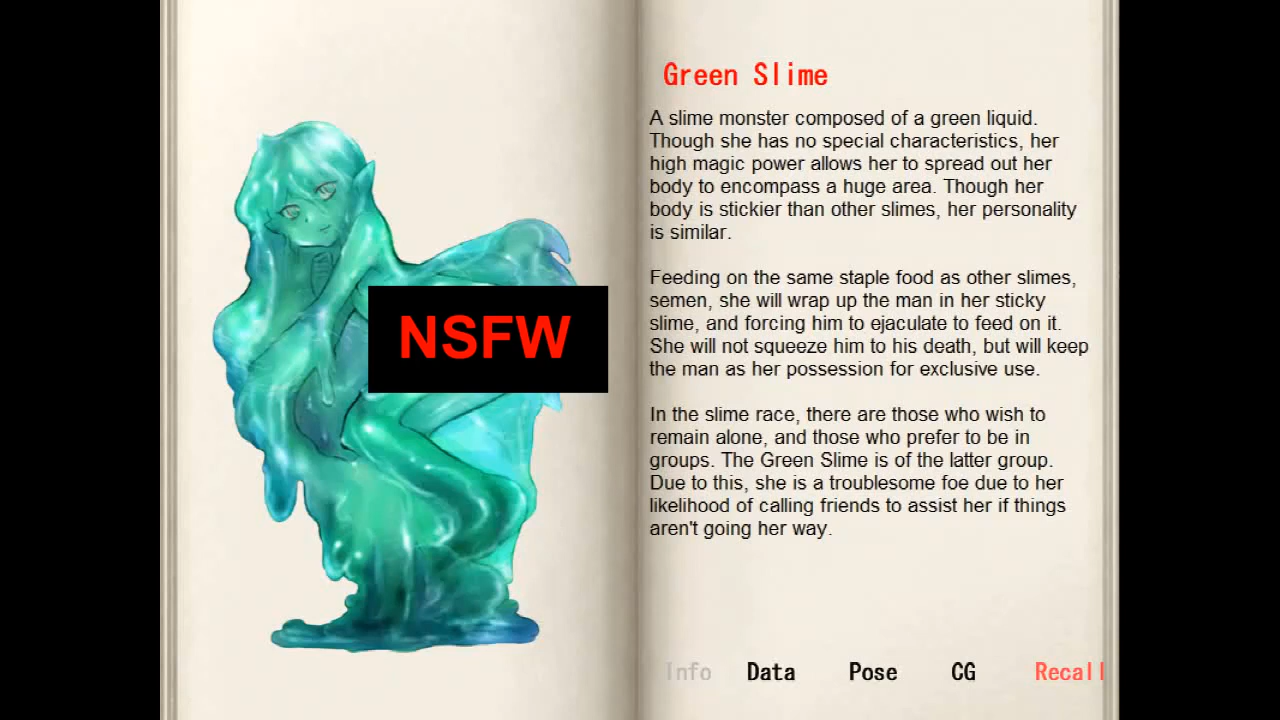 Green Slime
A slime monster composed of a green liquid.
Though she has no special characteristics, her
high magic power allows her to spread out her
body to encompass a huge area. Though her
body is stickier than other slimes, her personality
is similar.
Feeding on the same staple food as other slimes,
semen, she will wrap up the man in her sticky
slime, and forcing him to ejaculate to feed on it.
She will not squeeze him to his death, but will keep
the man as her possession for exclusive use.
In the slime race, there are those who wish to
remain alone, and those who prefer to be in
groups. The Green Slime is of the latter group.
Due to this, she is a troublesome foe due to her
likelihood of calling friends to assist her if things
aren't going her way.
NSFW
Info Data Pose CG Recall